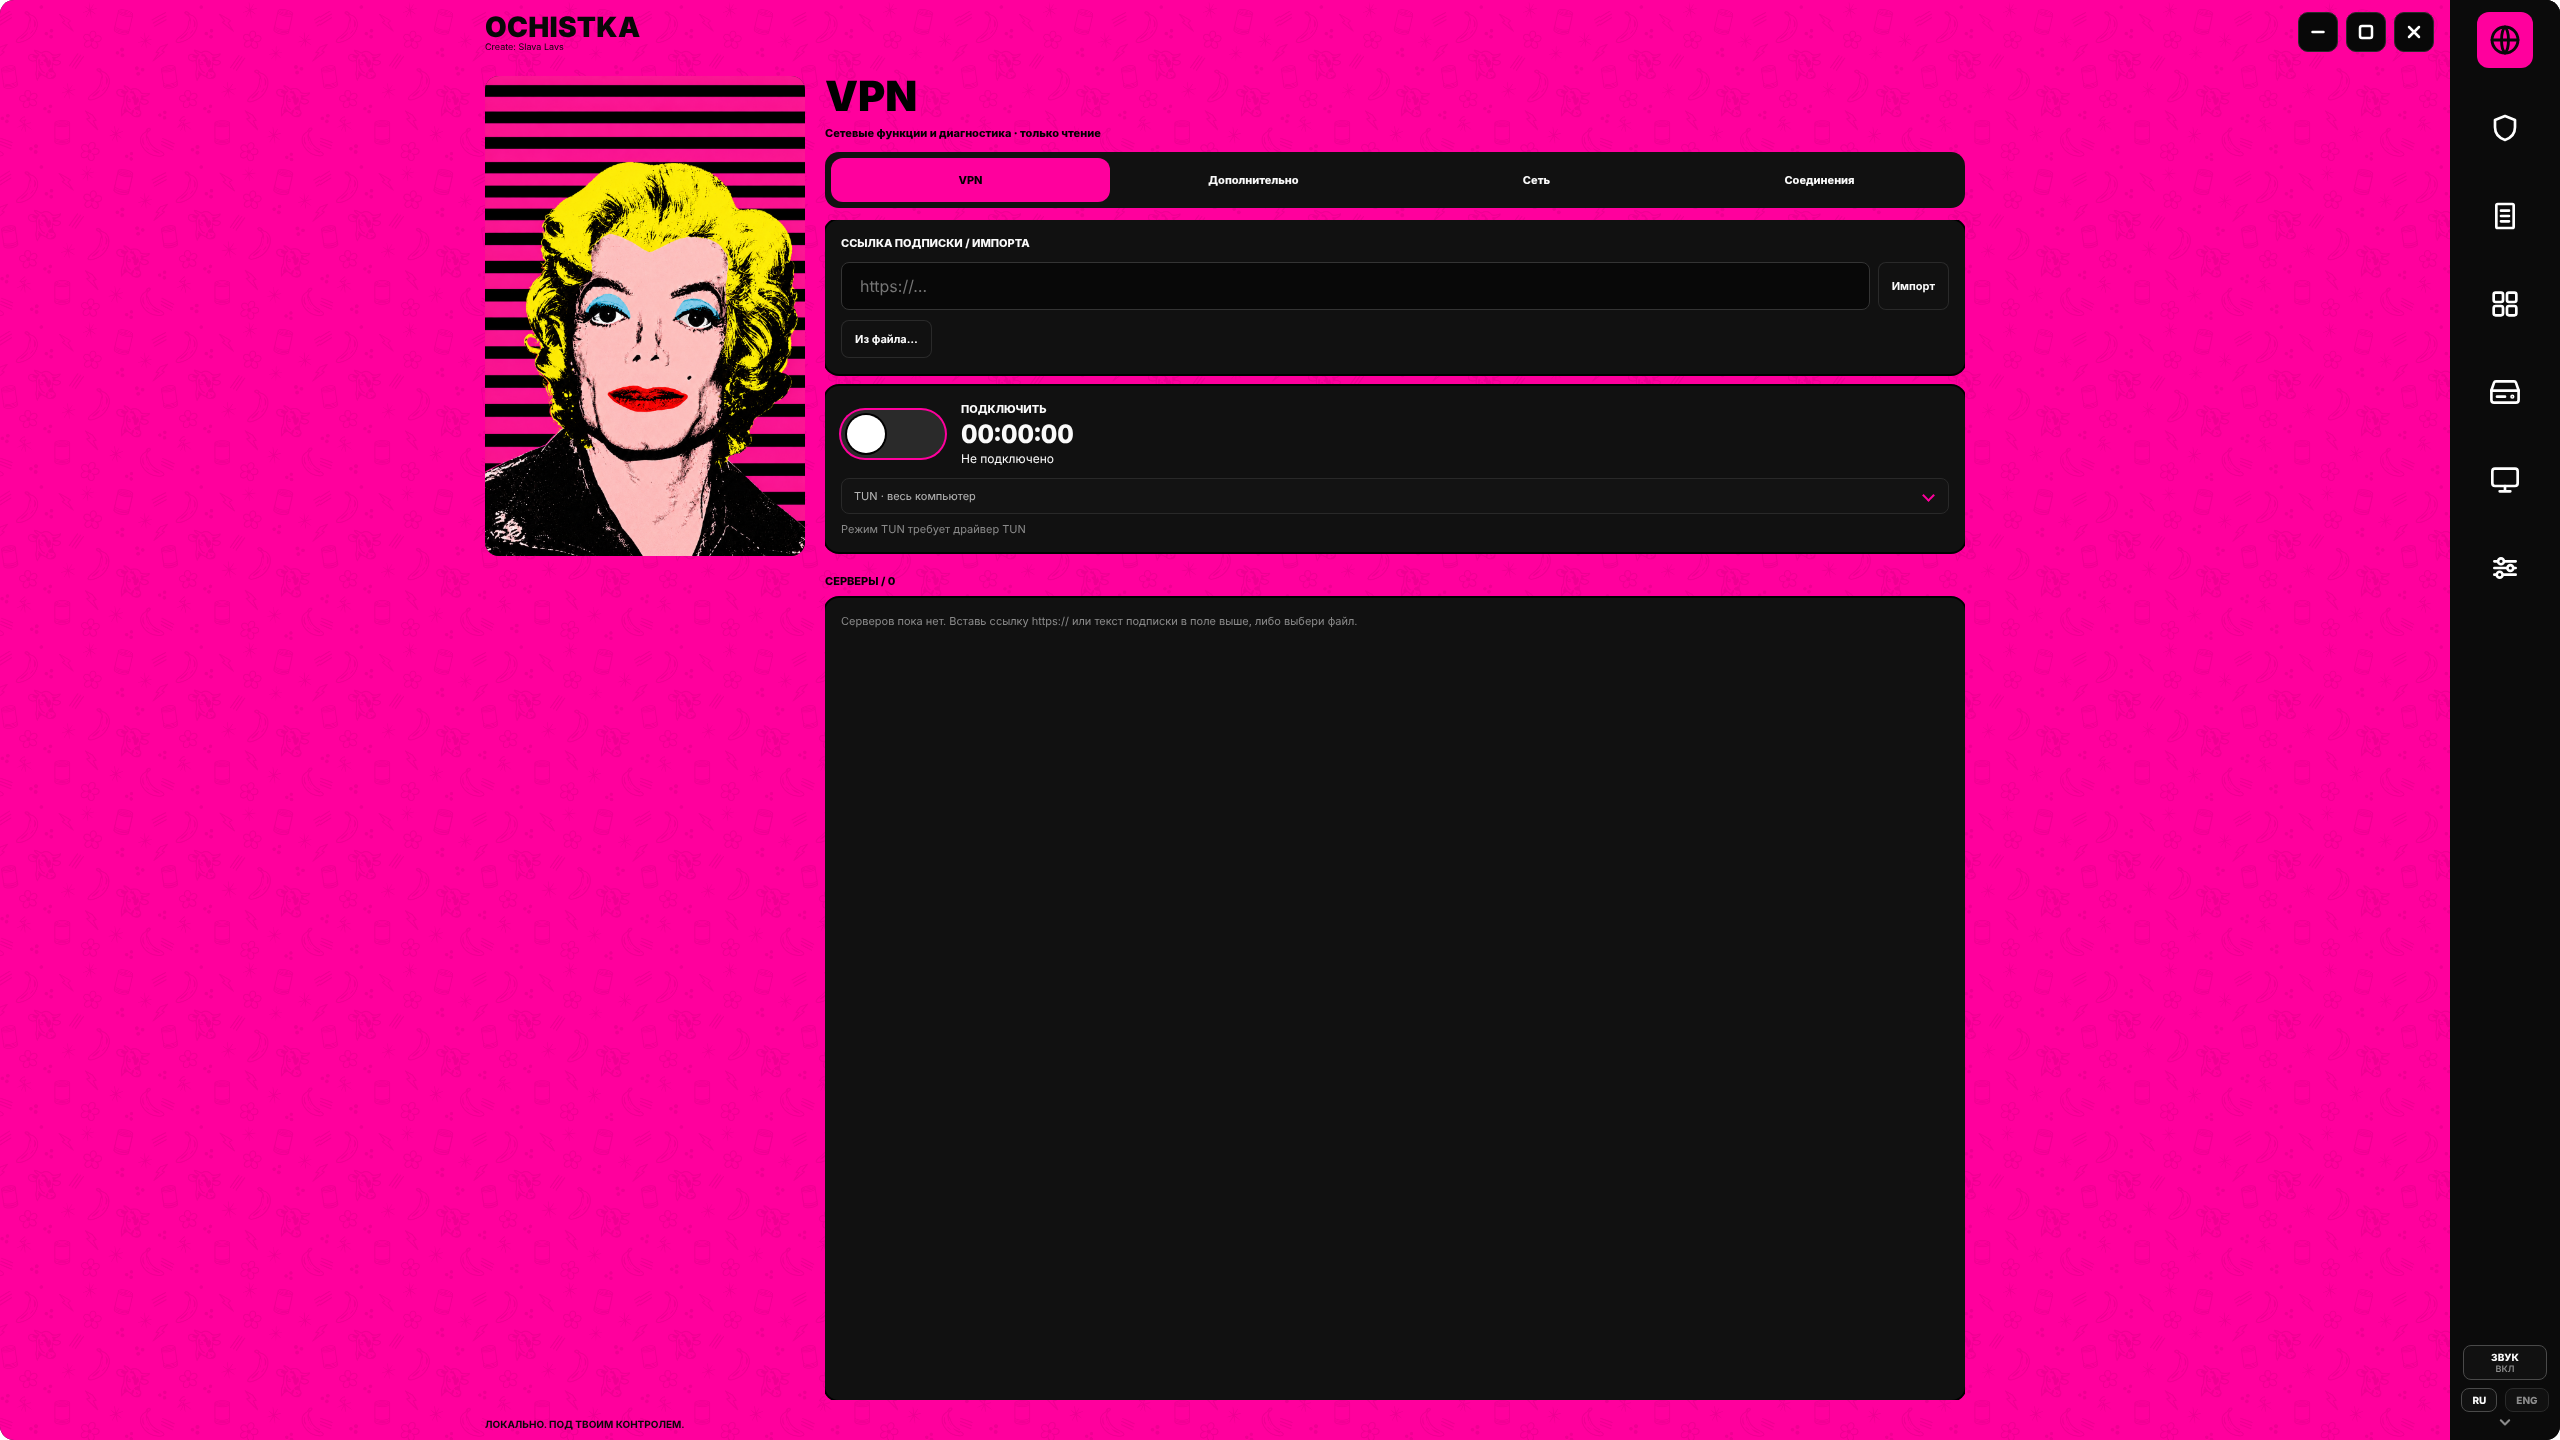 OCHISTKA
Create: Slava Lavs
VPN
Сетевые функции и диагностика · только чтение
VPN
Дополнительно
Сеть
Соединения
ССЫЛКА ПОДПИСКИ / ИМПОРТА
https://...
Импорт
Из файла...
ПОДКЛЮЧИТЬ
00:00:00
Не подключено
TUN · весь компьютер
Режим TUN требует драйвер TUN
СЕРВЕРЫ / 0
Серверов пока нет. Вставь ссылку https:// или текст подписки в поле выше, либо выбери файл.
ЛОКАЛЬНО. ПОД ТВОИМ КОНТРОЛЕМ.
ЗВУК
ВКЛ
RU
ENG